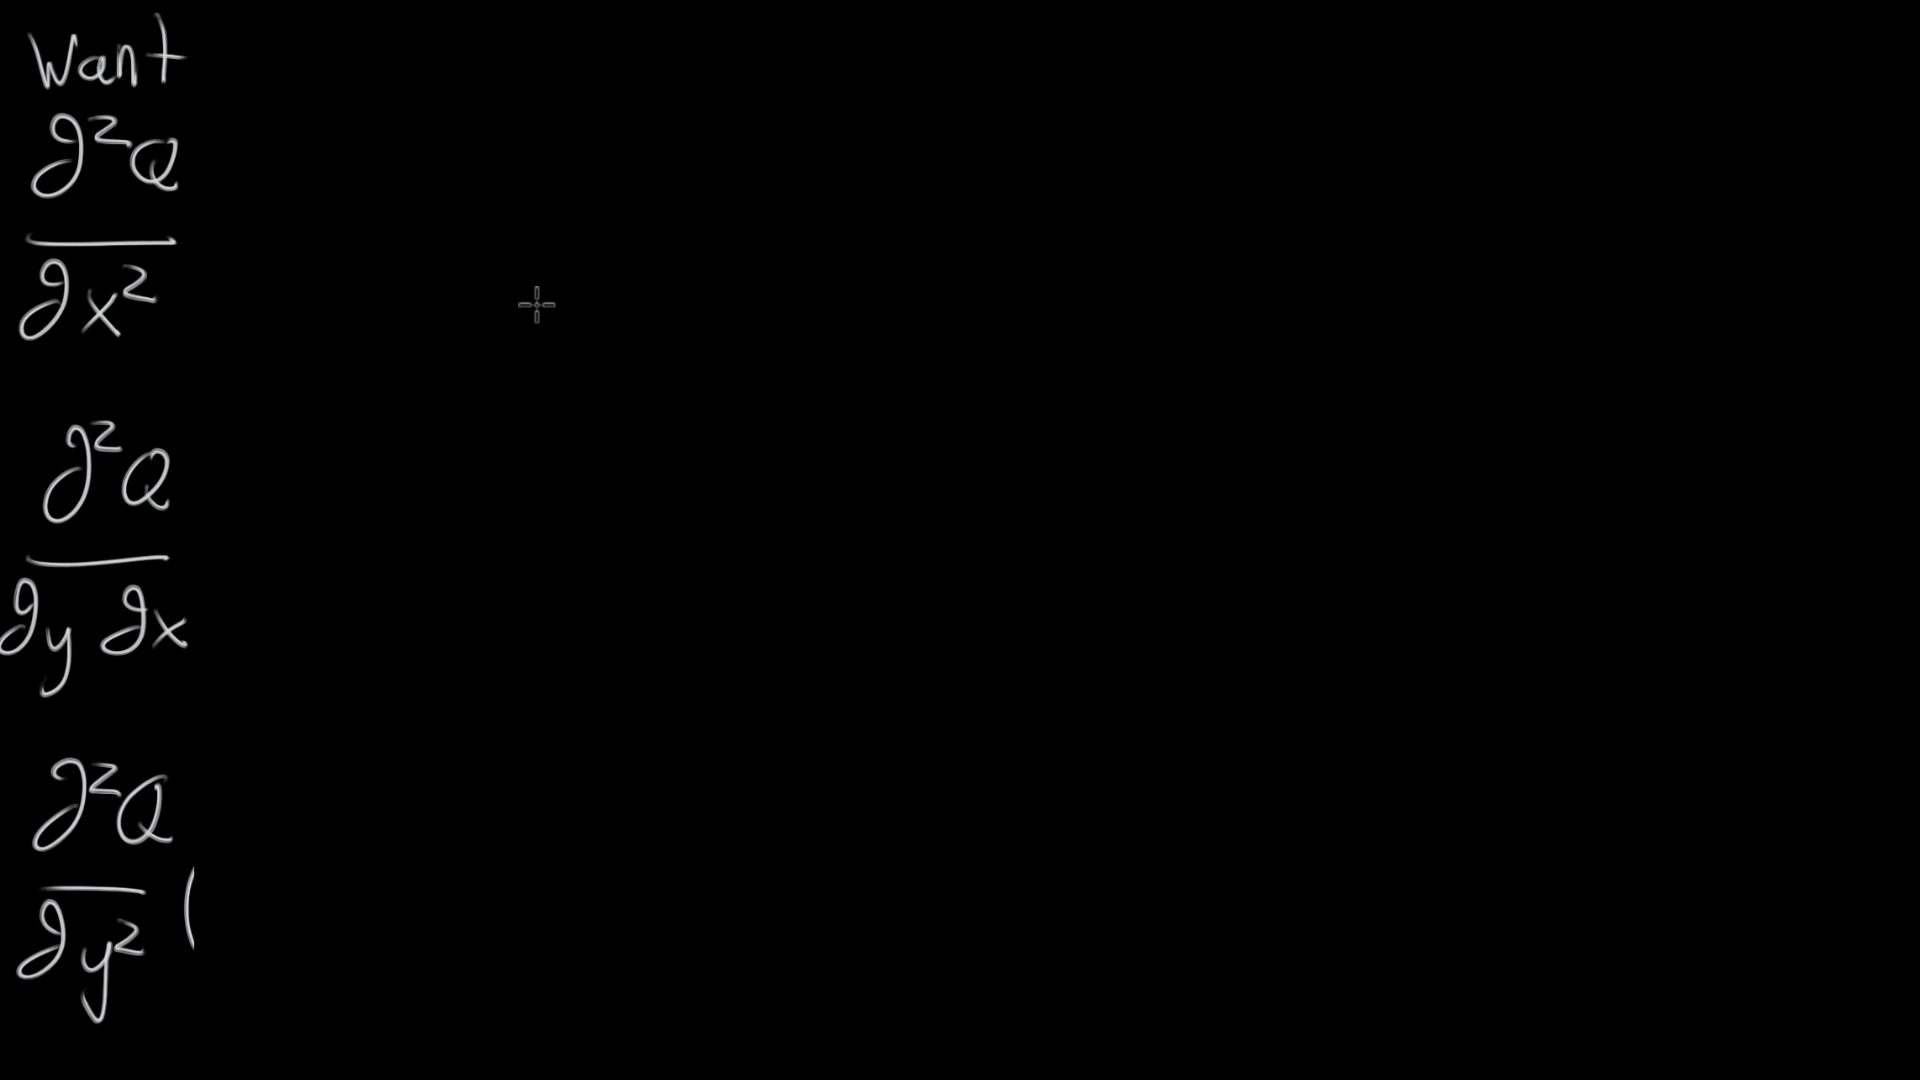 Want
∂²Q
∂x²
∂²Q
∂y ∂x
∂²Q
∂y² (